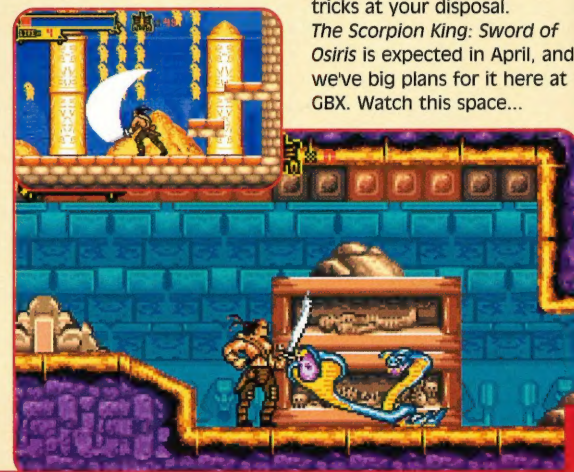 tricks at your disposal.
The Scorpion King: Sword of
Osiris is expected in April, and
we've big plans for it here at
GBX. Watch this space...